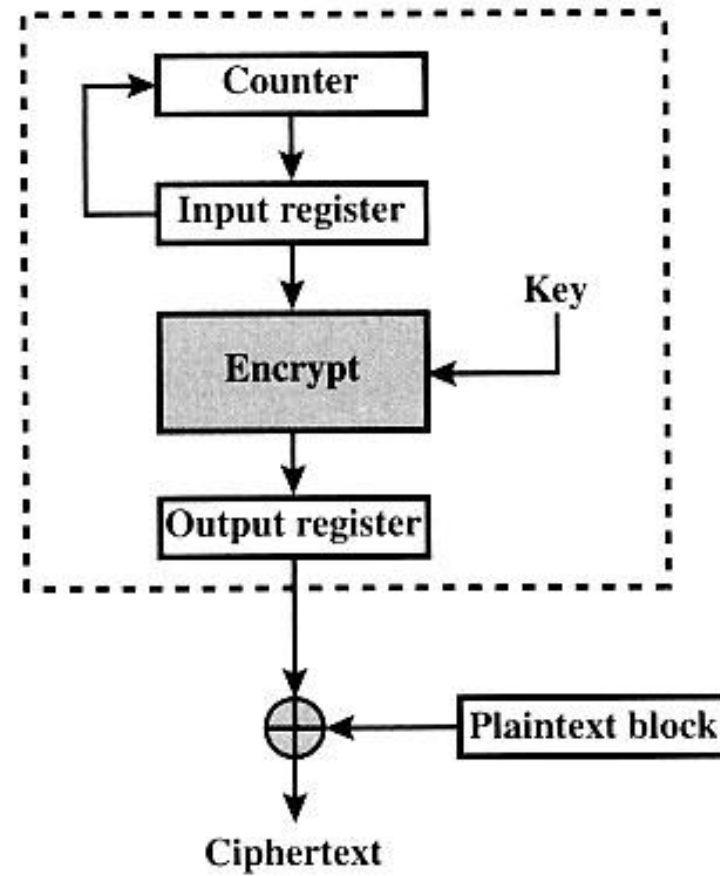 Counter
Input register
Key
Encrypt
Output register
Plaintext block
Ciphertext